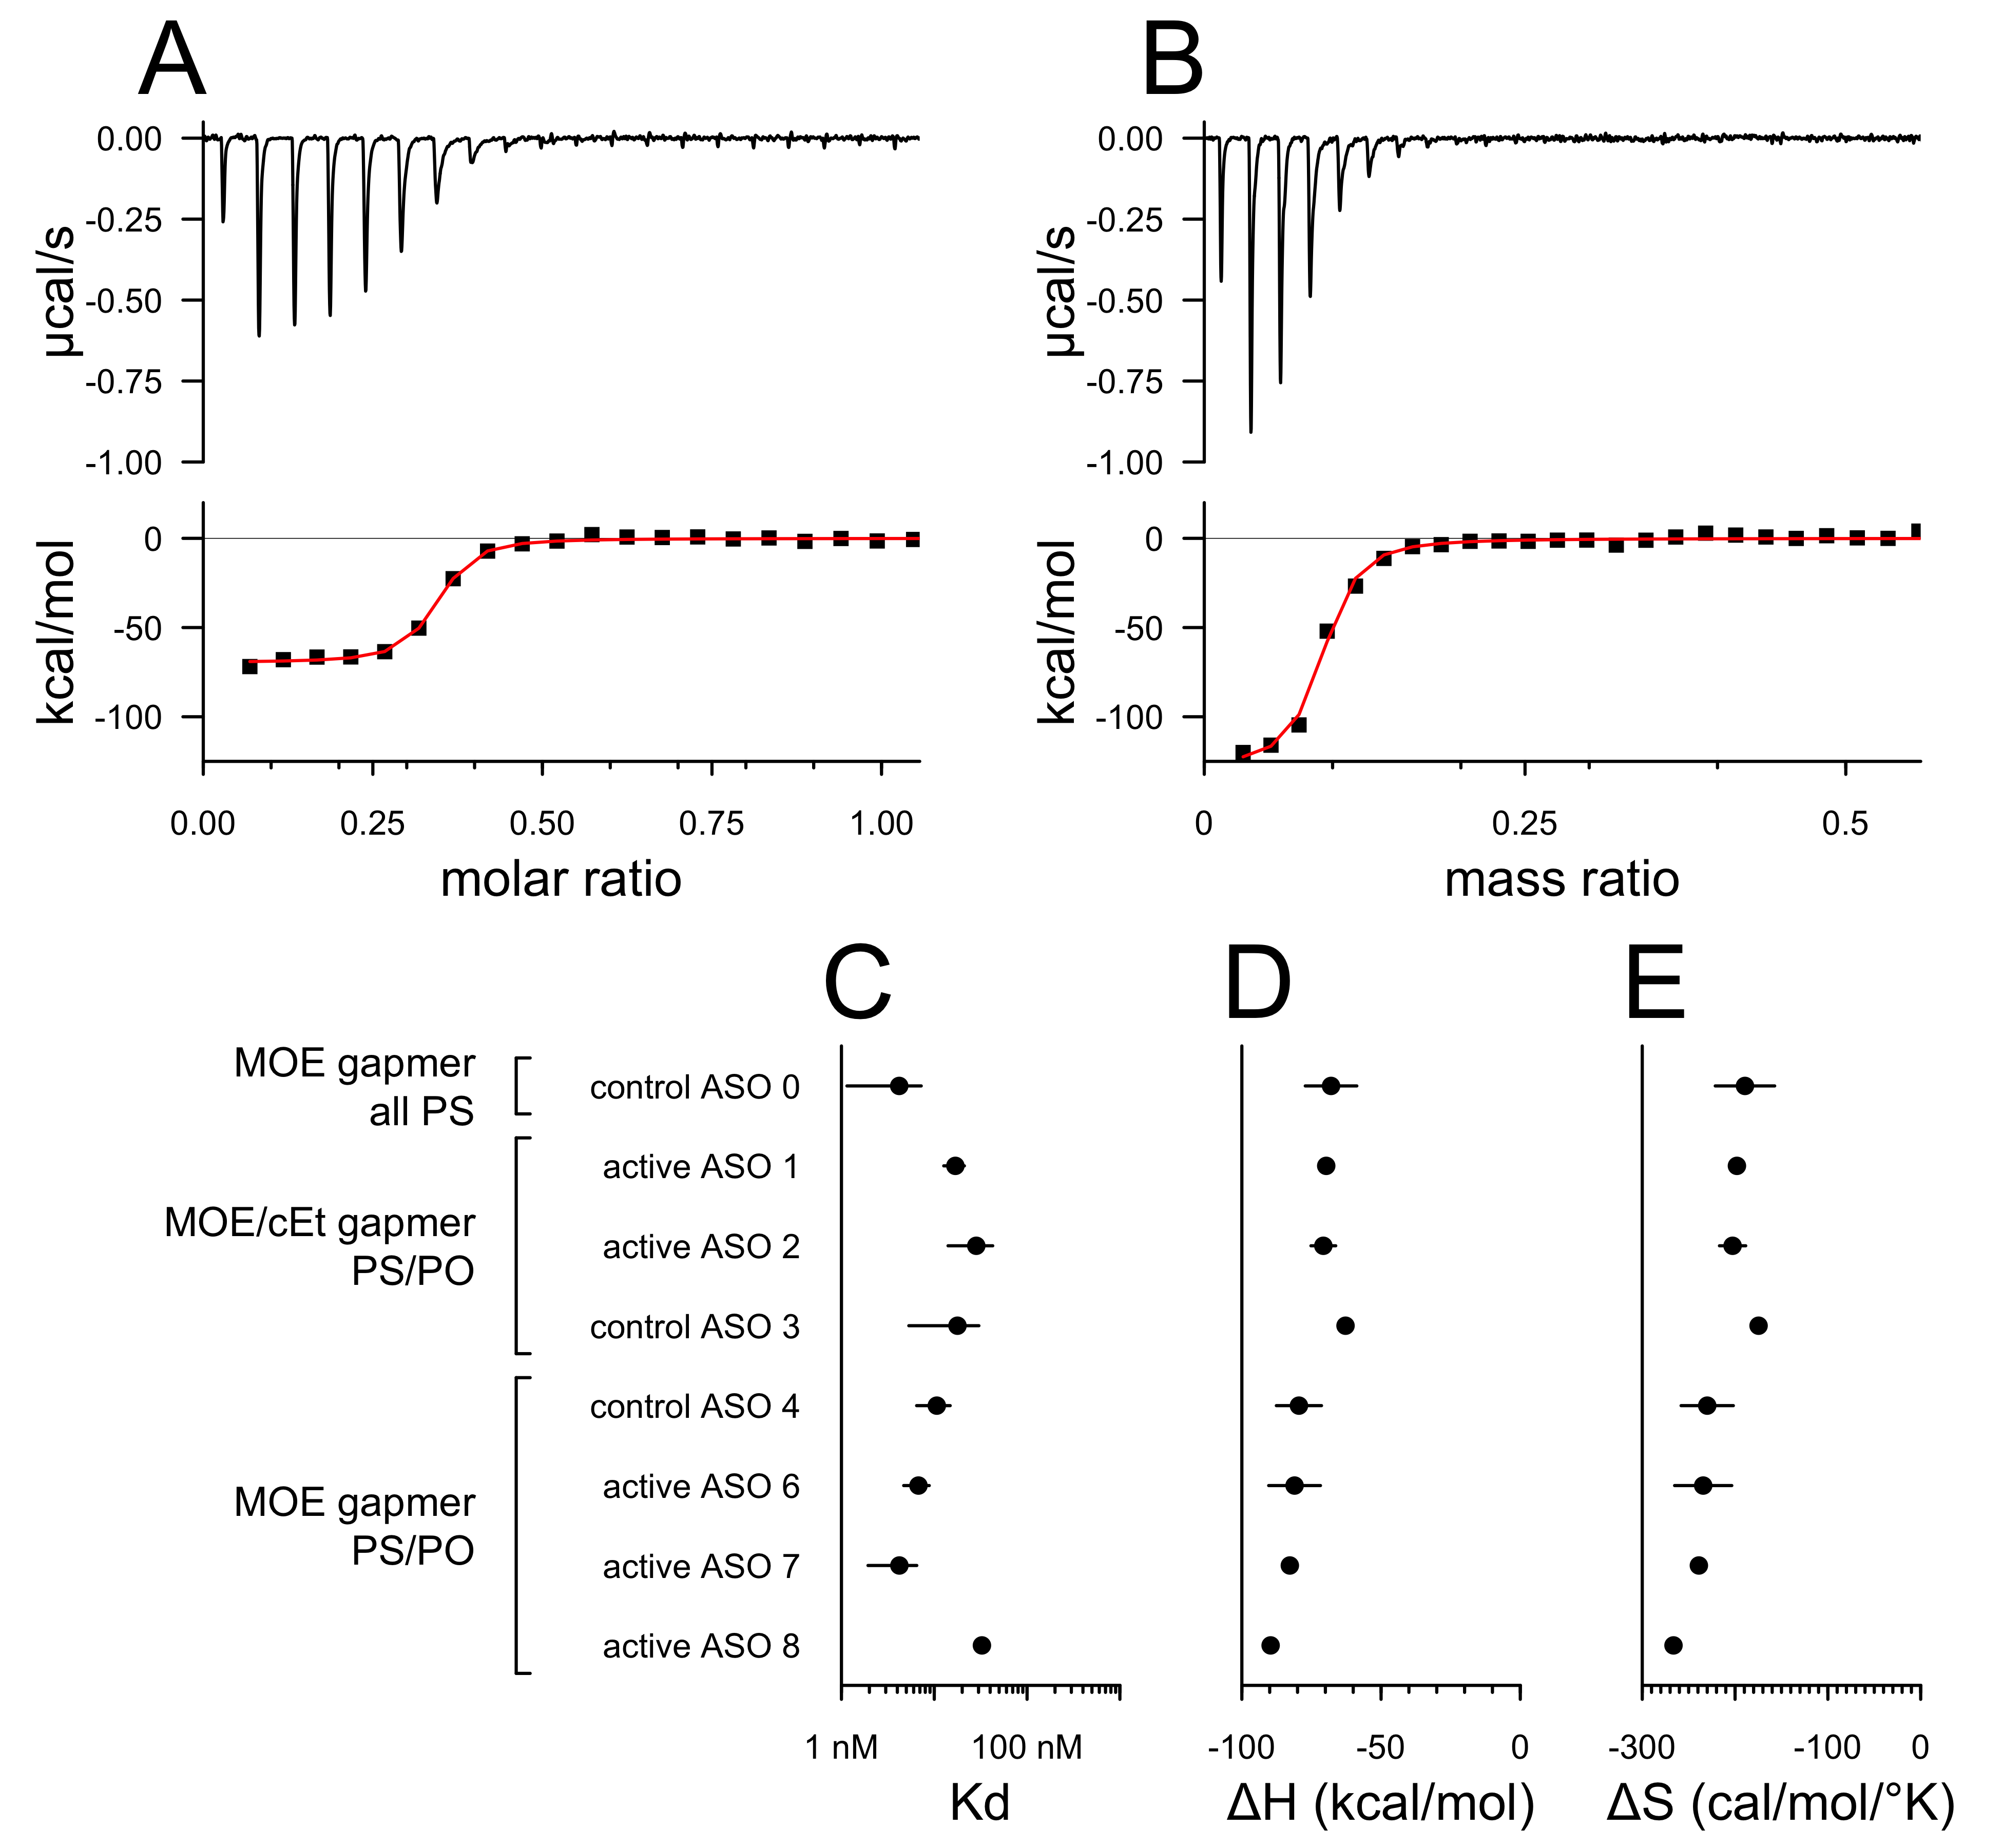 A
0.00
-0.25
-0.50
-0.75
-1.00
µcal/s
0
-50
-100
kcal/mol
0.00 0.25 0.50 0.75 1.00
molar ratio
B
0.00
-0.25
-0.50
-0.75
-1.00
µcal/s
0
-50
-100
kcal/mol
0 0.25 0.5
mass ratio
C D E
MOE gapmer
all PS
MOE/cEt gapmer
PS/PO
MOE gapmer
PS/PO
control ASO 0
active ASO 1
active ASO 2
control ASO 3
control ASO 4
active ASO 6
active ASO 7
active ASO 8
1 nM 100 nM
Kd
-100 -50 0
ΔH (kcal/mol)
-300 -100 0
ΔS (cal/mol/°K)